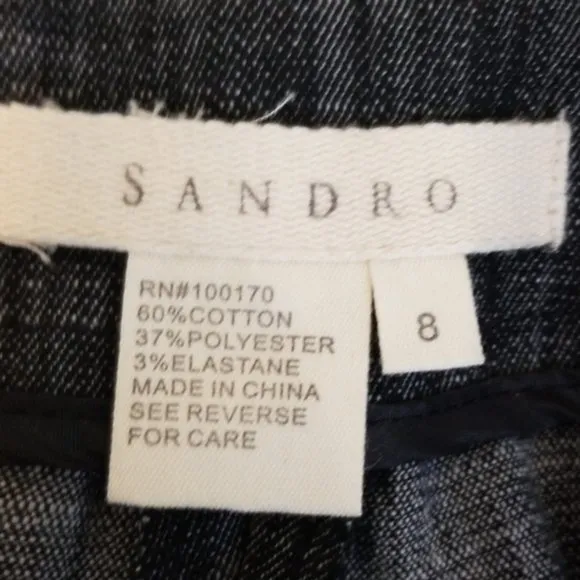 SANDRO
RN#100170
60%COTTON
37%POLYESTER
3%ELASTANE
MADE IN CHINA
SEE REVERSE
FOR CARE
8